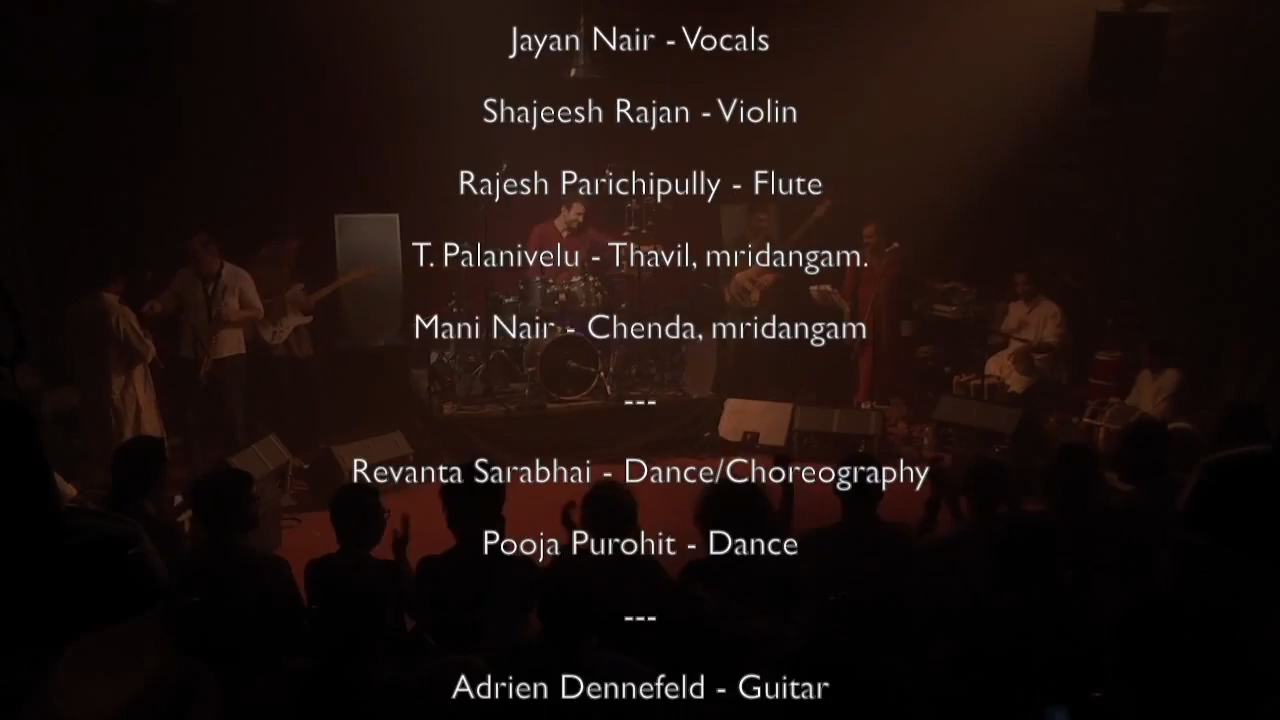 Jayan Nair - Vocals
Shajeesh Rajan - Violin
Rajesh Parichipully - Flute
T. Palanivelu - Thavil, mridangam.
Mani Nair - Chenda, mridangam
---
Revanta Sarabhai - Dance/Choreography
Pooja Purohit - Dance
---
Adrien Dennefeld - Guitar